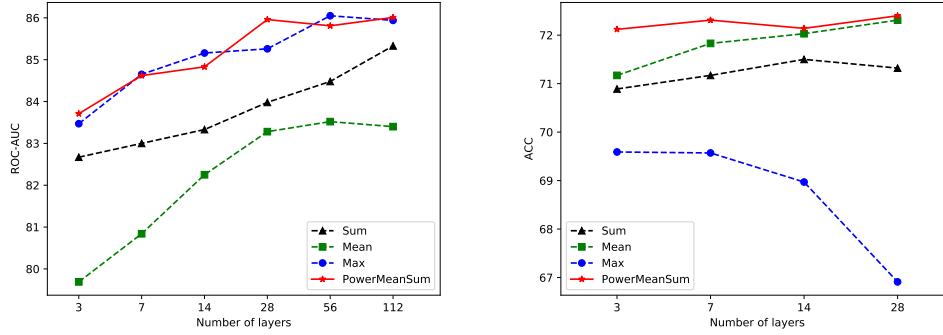 86
85
84
83
82
81
80
ROC-AUC
3 7 14 28 56 112
Number of layers
Sum
Mean
Max
PowerMeanSum
72
71
70
69
68
67
ACC
3 7 14 28
Number of layers
Sum
Mean
Max
PowerMeanSum